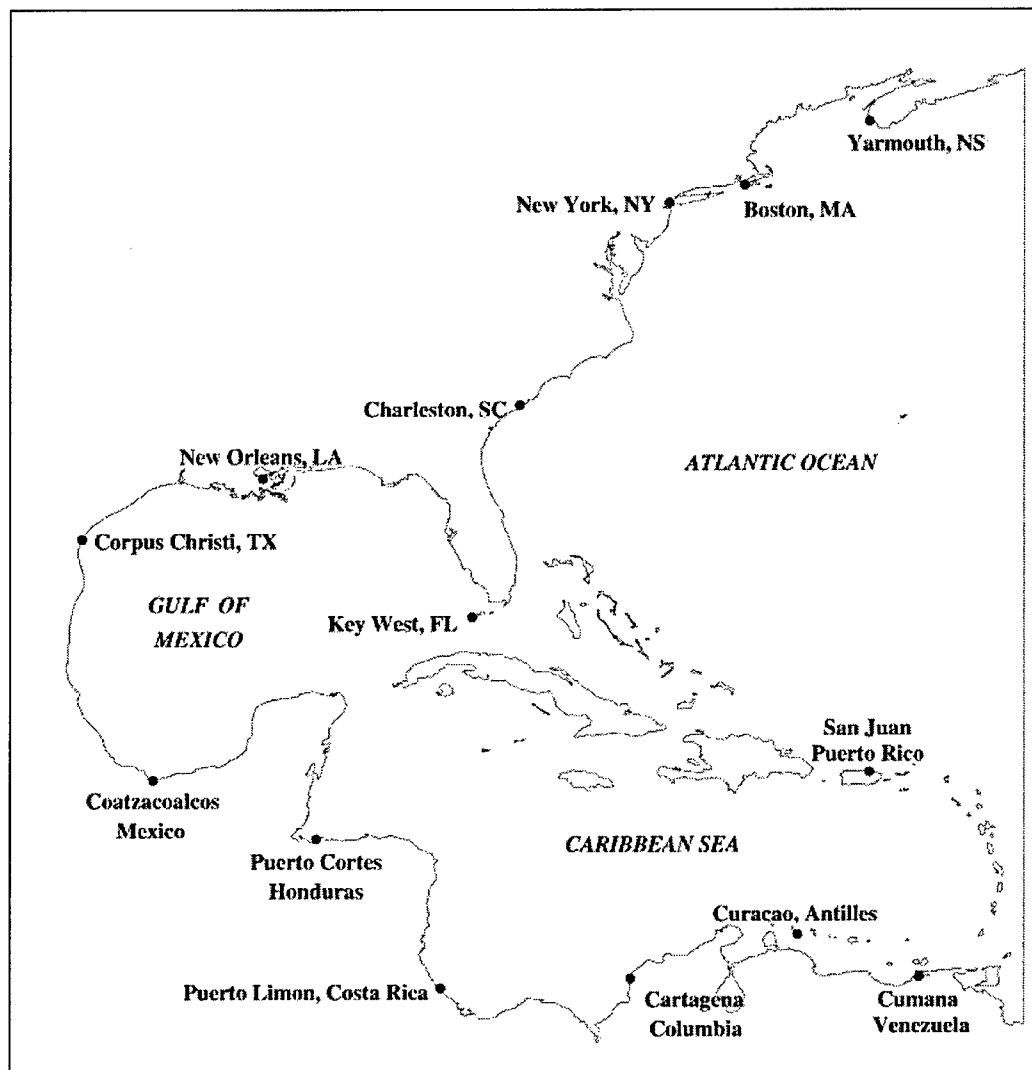 Yarmouth, NS
New York, NY
Boston, MA
Charleston, SC
New Orleans, LA
ATLANTIC OCEAN
Corpus Christi, TX
GULF OF
MEXICO
Key West, FL
San Juan
Puerto Rico
Coatzacoalcos
Mexico
CARIBBEAN SEA
Puerto Cortes
Honduras
Curacao, Antilles
Puerto Limon, Costa Rica
Cartagena
Columbia
Cumana
Venezuela